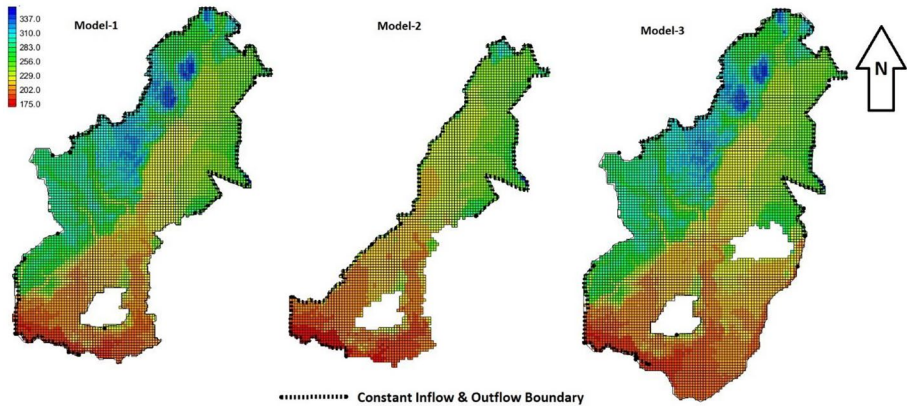 Model-1
Model-2
Model-3
337.0
310.0
283.0
256.0
229.0
202.0
175.0
N
Constant Inflow & Outflow Boundary